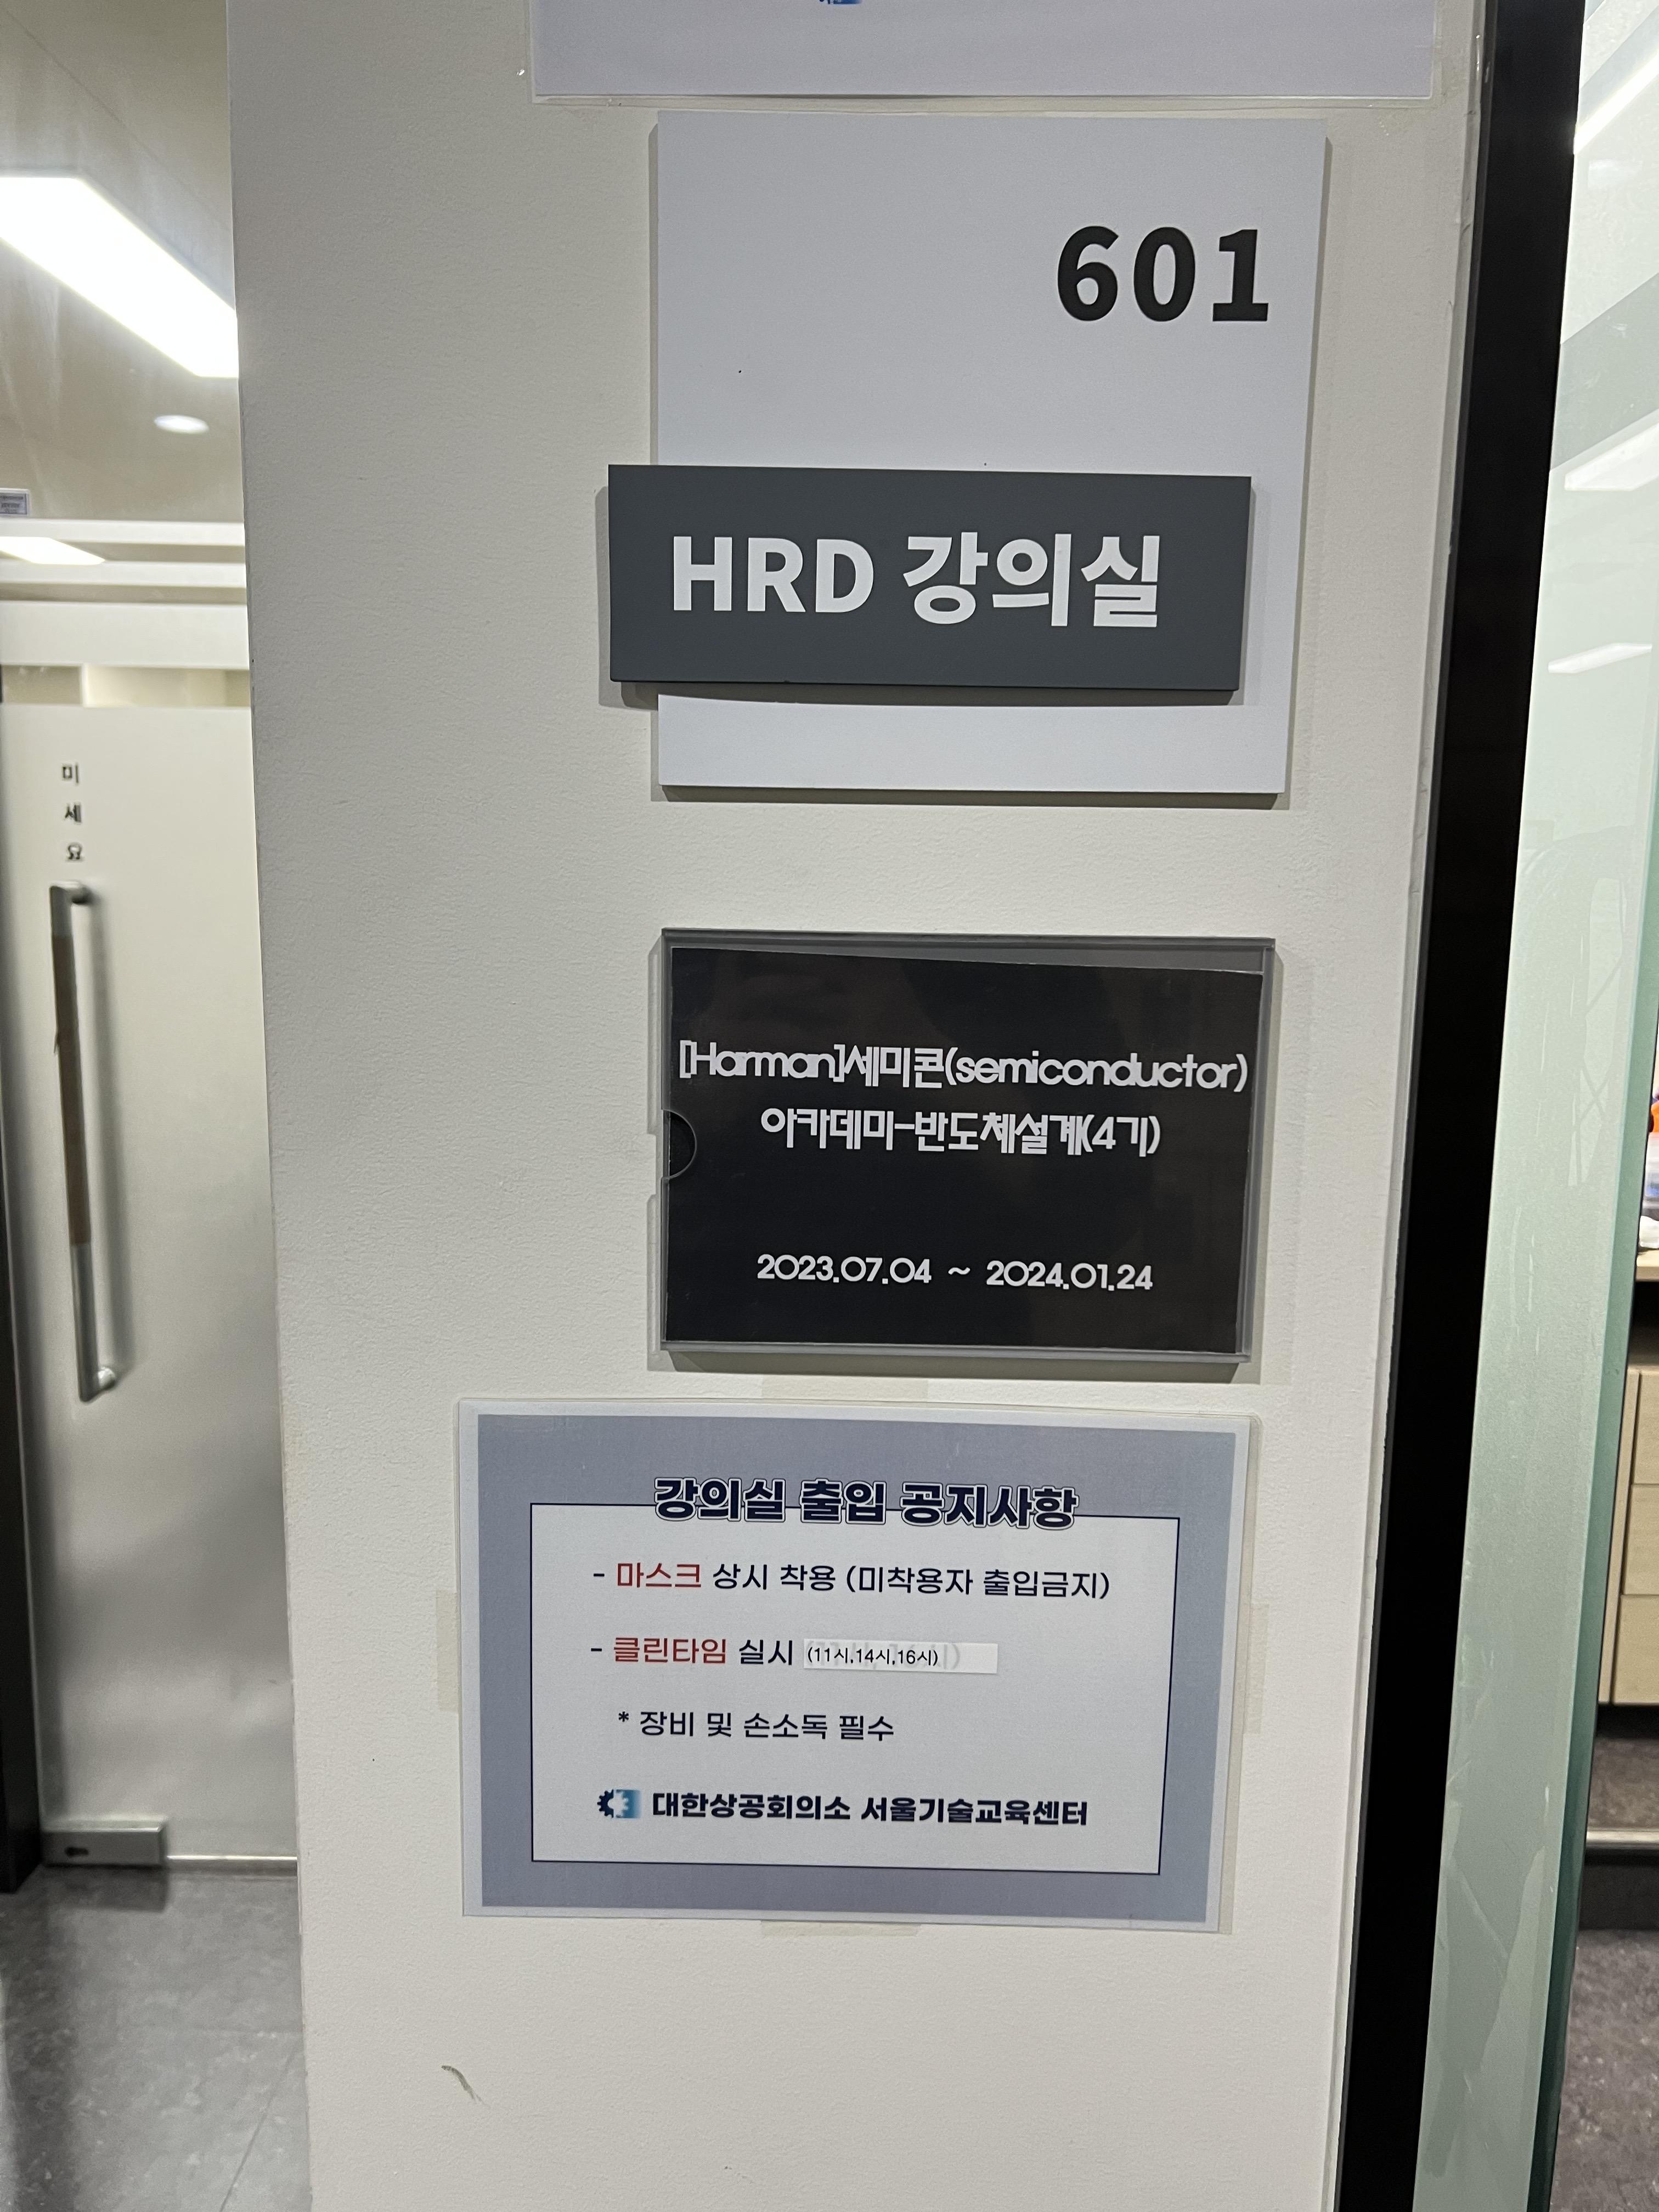 601
HRD 강의실
미
세
요
[Harman]세미콘(semiconductor)
아카데미-반도체설계(4기)
2023.07.04 ~ 2024.01.24
강의실 출입 공지사항
- 마스크 상시 착용 (미착용자 출입금지)
- 클린타임 실시 (11시,14시,16시)
* 장비 및 손소독 필수
대한상공회의소 서울기술교육센터